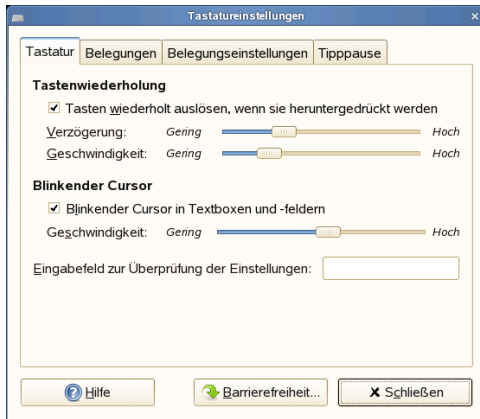 Tastatureinstellungen
Tastatur Belegungen Belegungseinstellungen Tipppause
Tastenwiederholung
Tasten wiederholt auslösen, wenn sie heruntergedrückt werden
Verzögerung: Gering Hoch
Geschwindigkeit: Gering Hoch
Blinkender Cursor
Blinkender Cursor in Textboxen und -feldern
Geschwindigkeit: Gering Hoch
Eingabefeld zur Überprüfung der Einstellungen:
Hilfe Barrierefreiheit... Schließen